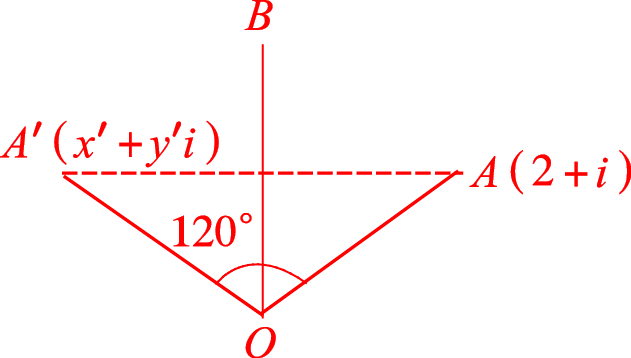 B
A′(x′+y′i)
A(2+i)
120°
O